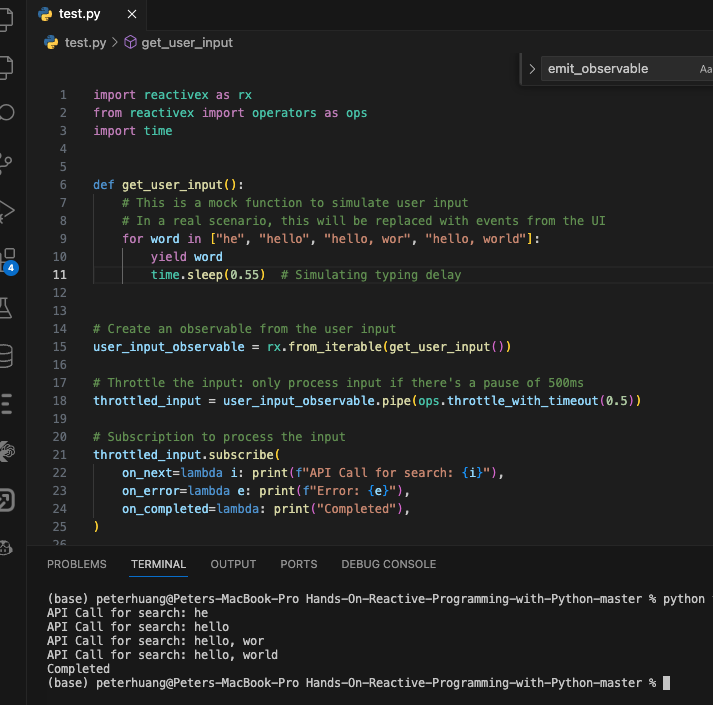 test.py
test.py > get_user_input
emit_observable
Aa
1 import reactivex as rx
2 from reactivex import operators as ops
3 import time
4
5
6 def get_user_input():
7 # This is a mock function to simulate user input
8 # In a real scenario, this will be replaced with events from the UI
9 for word in ["he", "hello", "hello, wor", "hello, world"]:
10 yield word
11 time.sleep(0.55)  # Simulating typing delay
12
13
14 # Create an observable from the user input
15 user_input_observable = rx.from_iterable(get_user_input())
16
17 # Throttle the input: only process input if there's a pause of 500ms
18 throttled_input = user_input_observable.pipe(ops.throttle_with_timeout(0.5))
19
20 # Subscription to process the input
21 throttled_input.subscribe(
22 on_next=lambda i: print(f"API Call for search: {i}"),
23 on_error=lambda e: print(f"Error: {e}"),
24 on_completed=lambda: print("Completed"),
25 )
26
4
PROBLEMS TERMINAL OUTPUT PORTS DEBUG CONSOLE
(base) peterhuang@Peters-MacBook-Pro Hands-On-Reactive-Programming-with-Python-master % python
API Call for search: he
API Call for search: hello
API Call for search: hello, wor
API Call for search: hello, world
Completed
(base) peterhuang@Peters-MacBook-Pro Hands-On-Reactive-Programming-with-Python-master %